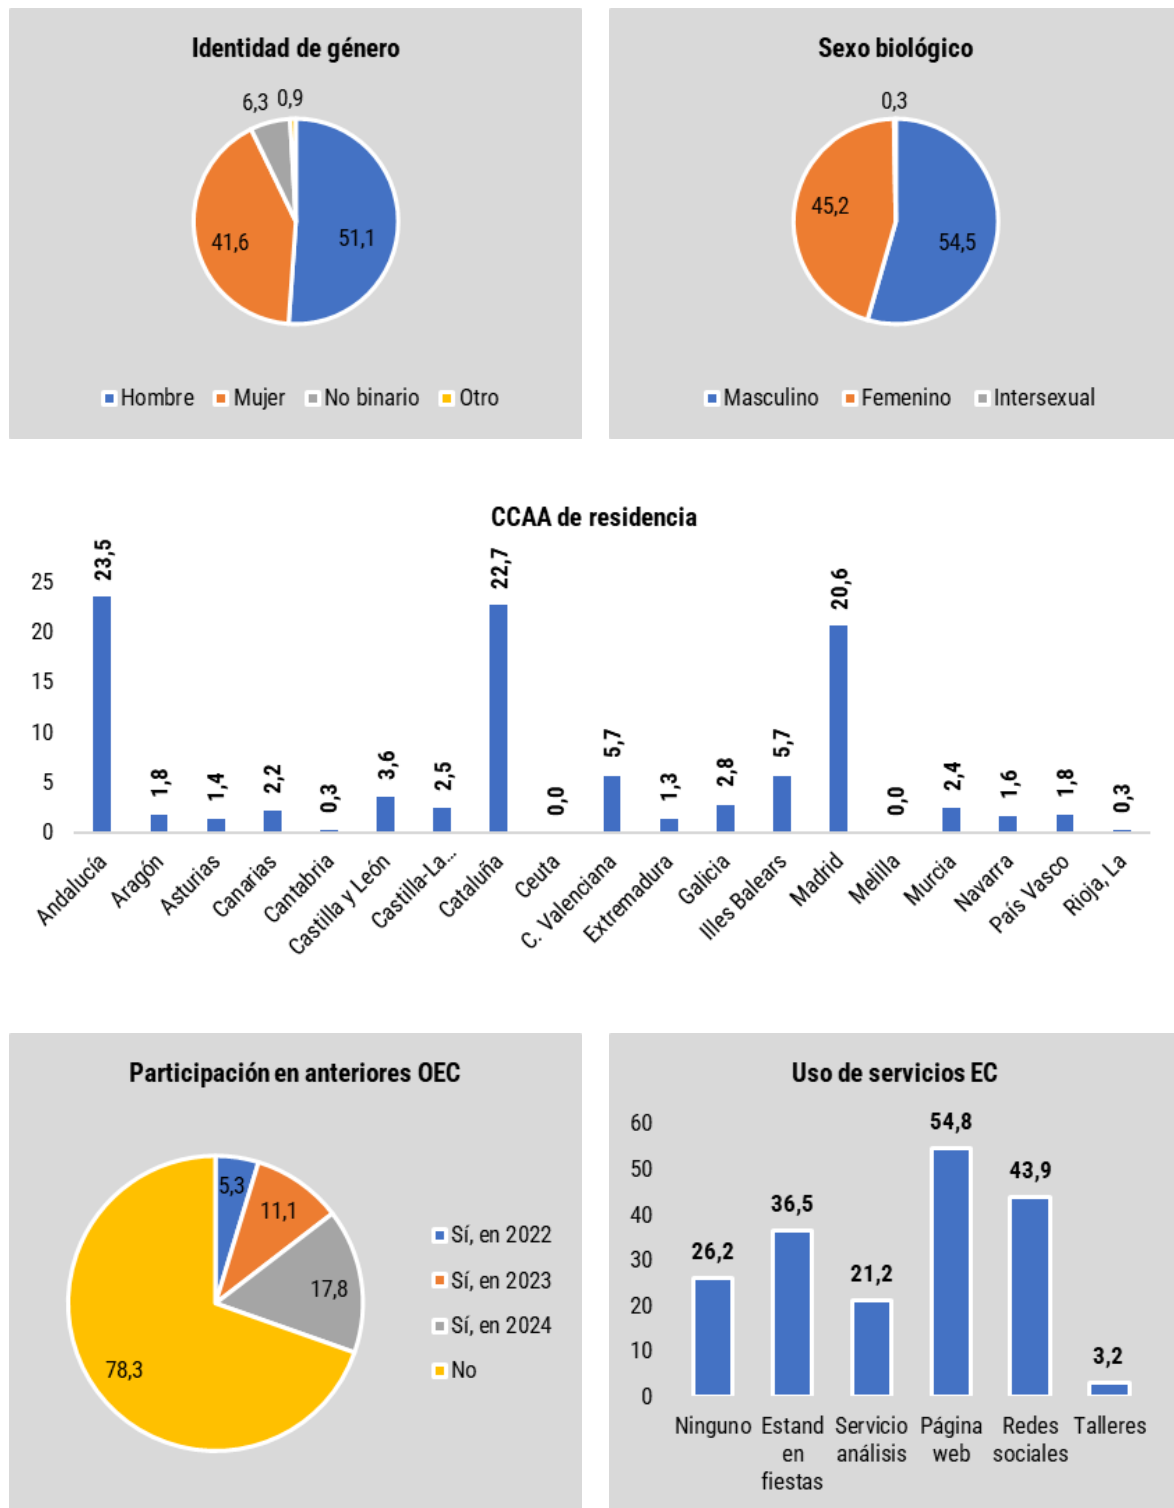 Identidad de género
6,3 0,9
41,6
51,1
Hombre Mujer No binario Otro
Sexo biológico
0,3
45,2
54,5
Masculino Femenino Intersexual
CCAA de residencia
25
20
15
10
5
0
23,5
1,8
1,4
2,2
0,3
3,6
2,5
22,7
0,0
5,7
1,3
2,8
5,7
20,6
0,0
2,4
1,6
1,8
0,3
Andalucía
Aragón
Asturias
Canarias
Cantabria
Castilla y León
Castilla-La...
Cataluña
Ceuta
C. Valenciana
Extremadura
Galicia
Illes Balears
Madrid
Melilla
Murcia
Navarra
País Vasco
Rioja, La
Participación en anteriores OEC
5,3
11,1
17,8
78,3
Sí, en 2022
Sí, en 2023
Sí, en 2024
No
Uso de servicios EC
60
50
40
30
20
10
0
26,2
36,5
21,2
54,8
43,9
3,2
Ninguno
Estand
en
fiestas
Servicio
análisis
Página
web
Redes
sociales
Talleres